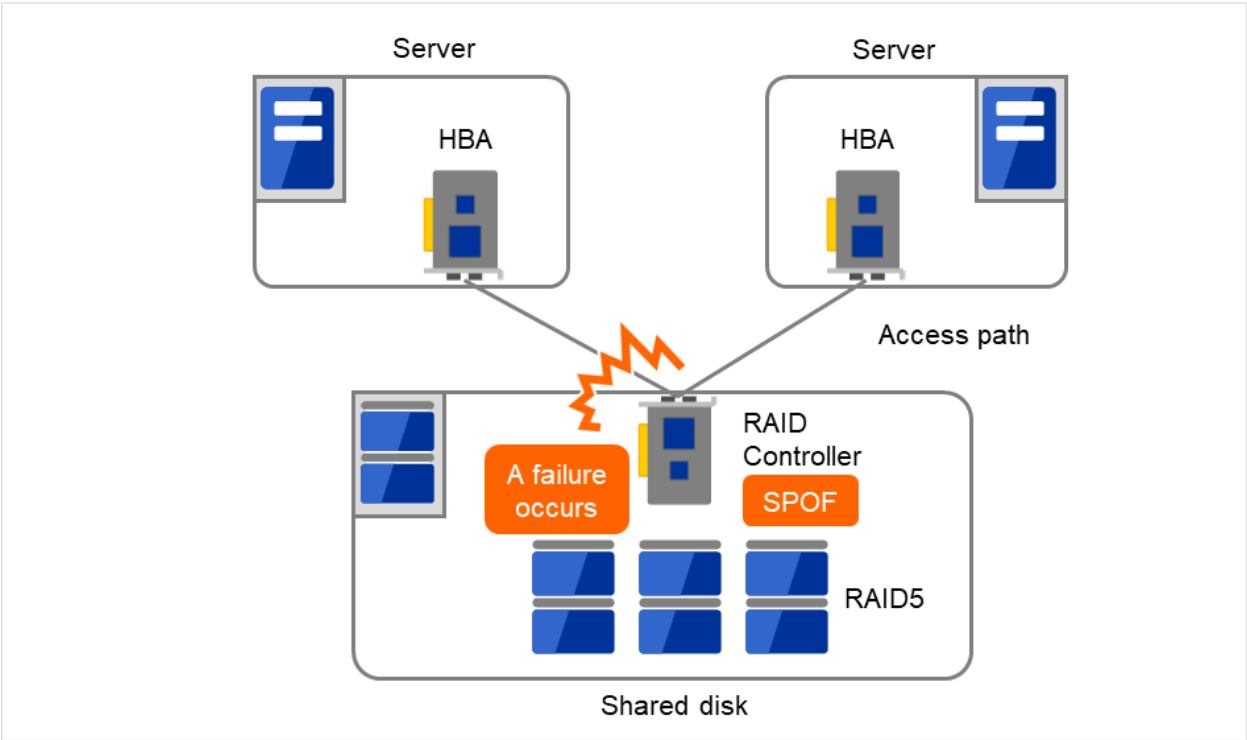 Server
Server
HBA
HBA
Access path
RAID
Controller
A failure
occurs
SPOF
RAID5
Shared disk